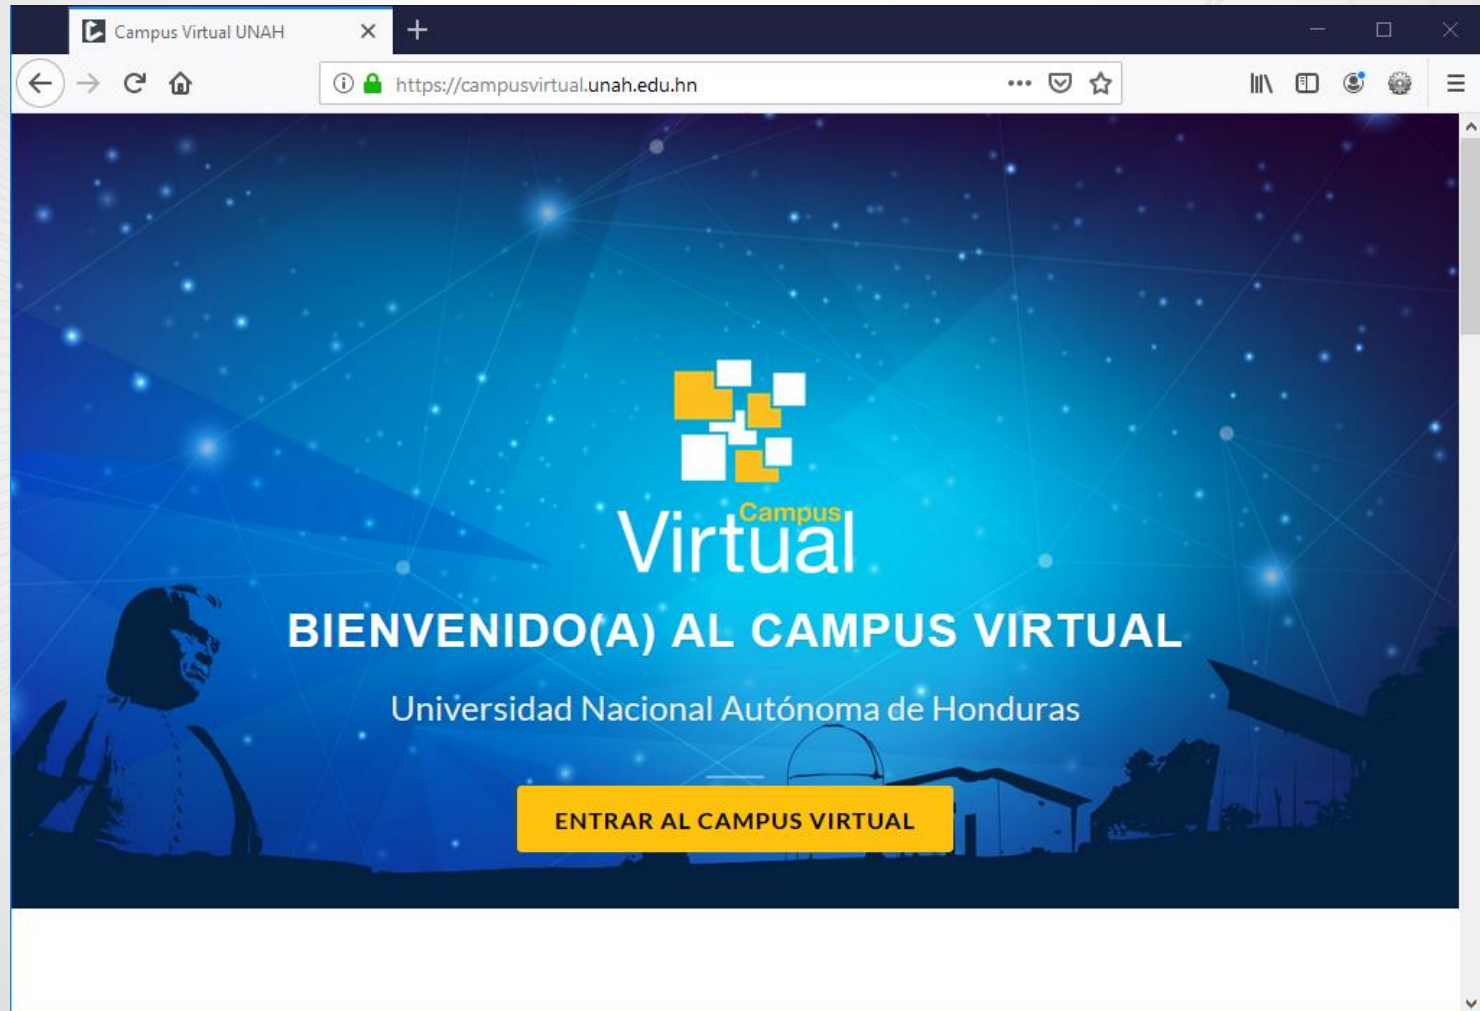 Campus Virtual UNAH
https://campusvirtual.unah.edu.hn
Campus
Virtual
BIENVENIDO(A) AL CAMPUS VIRTUAL
Universidad Nacional Autónoma de Honduras
ENTRAR AL CAMPUS VIRTUAL